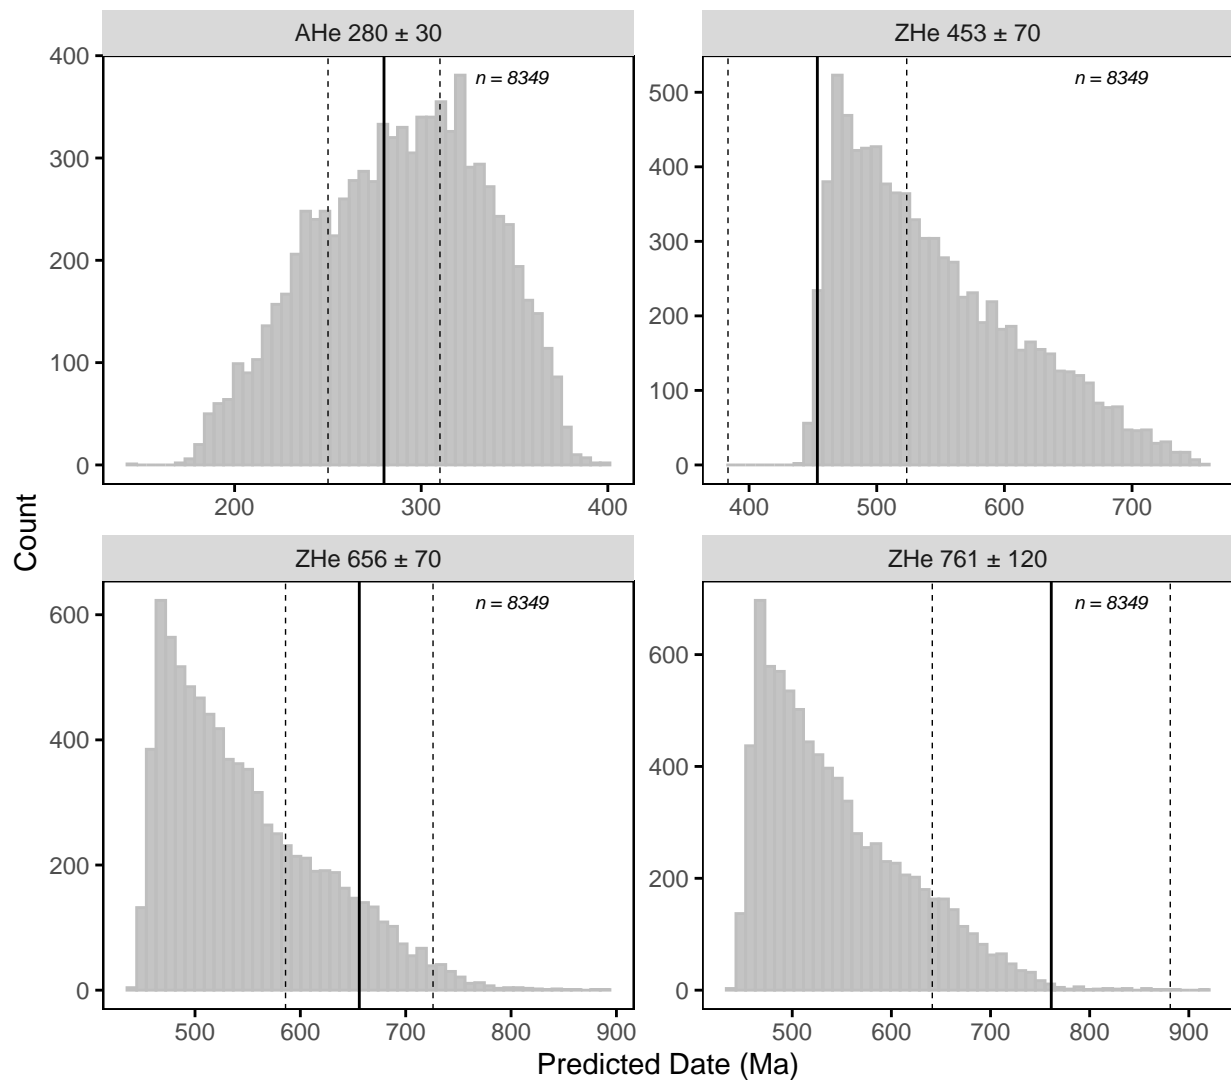 AHe 280 ± 30
ZHe 453 ± 70
n = 8349
n = 8349
400
300
200
100
0
500
400
300
200
100
0
200 300 400
400 500 600 700
Count
ZHe 656 ± 70
ZHe 761 ± 120
n = 8349
n = 8349
600
400
200
0
600
400
200
0
500 600 700 800 900
500 600 700 800 900
Predicted Date (Ma)